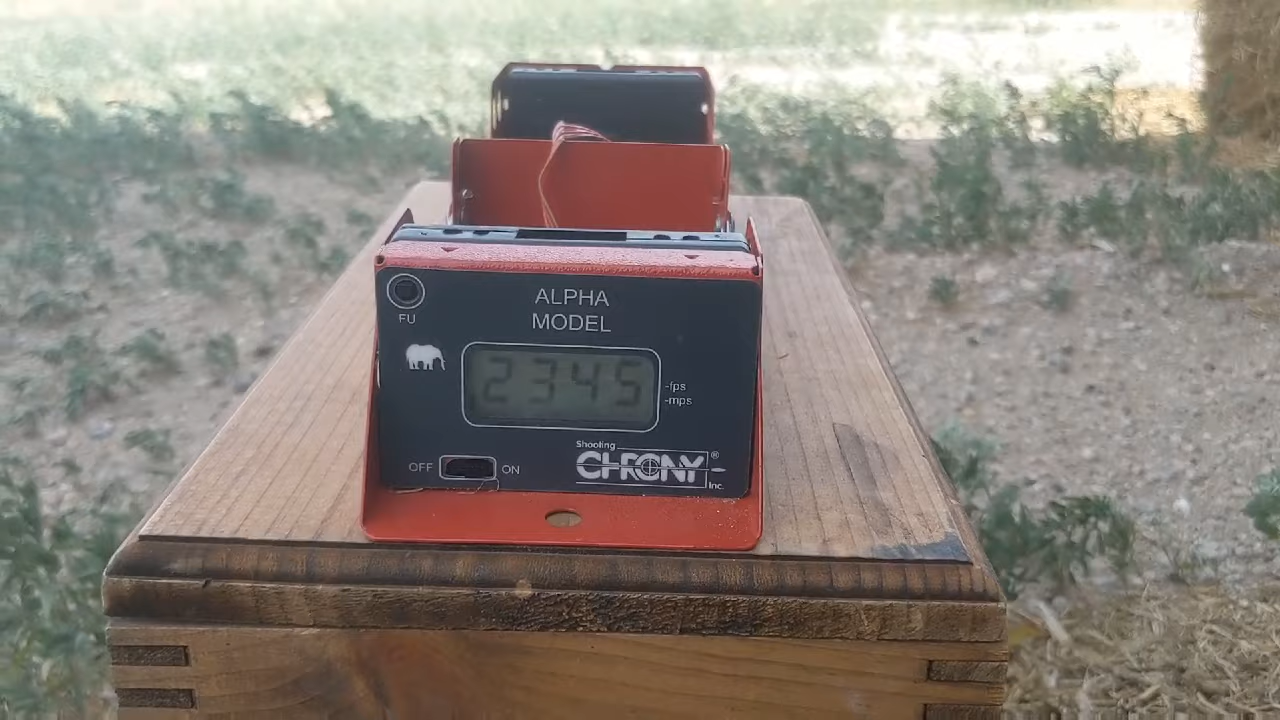 ALPHA
MODEL
FU
2345
-fps
-mps
OFF
ON
Shooting
CHRONY®
Inc.